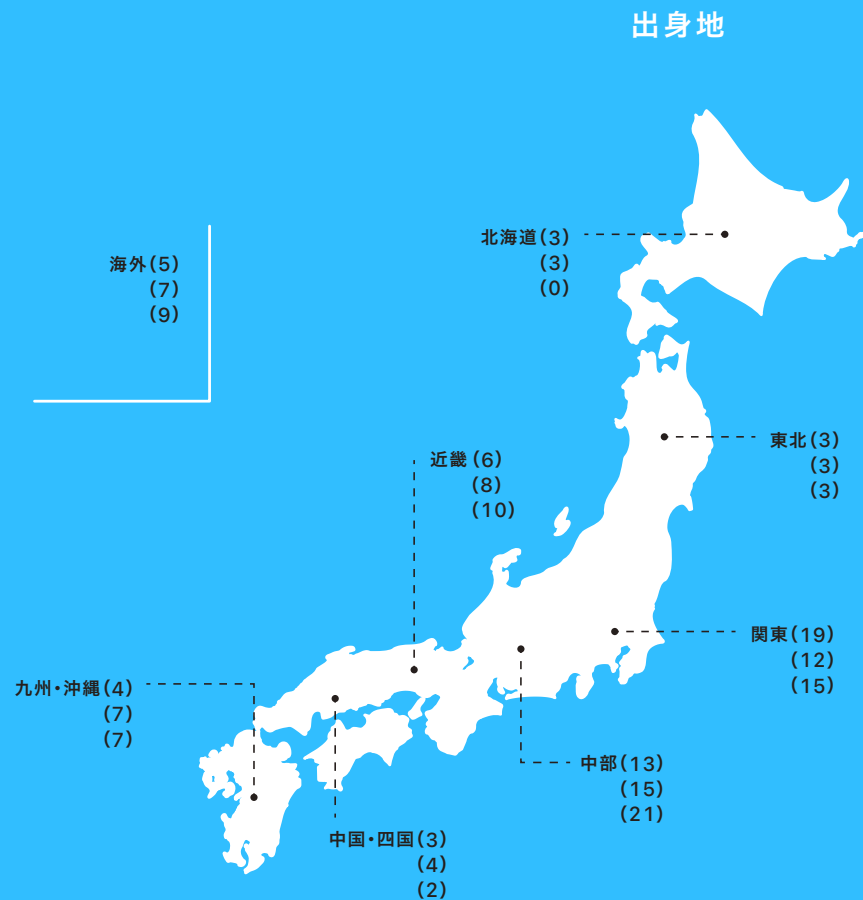 出身地
北海道(3)
(3)
(0)
海外(5)
(7)
(9)
東北(3)
(3)
(3)
近畿(6)
(8)
(10)
関東(19)
(12)
(15)
九州・沖縄(4)
(7)
(7)
中部(13)
(15)
(21)
中国・四国(3)
(4)
(2)